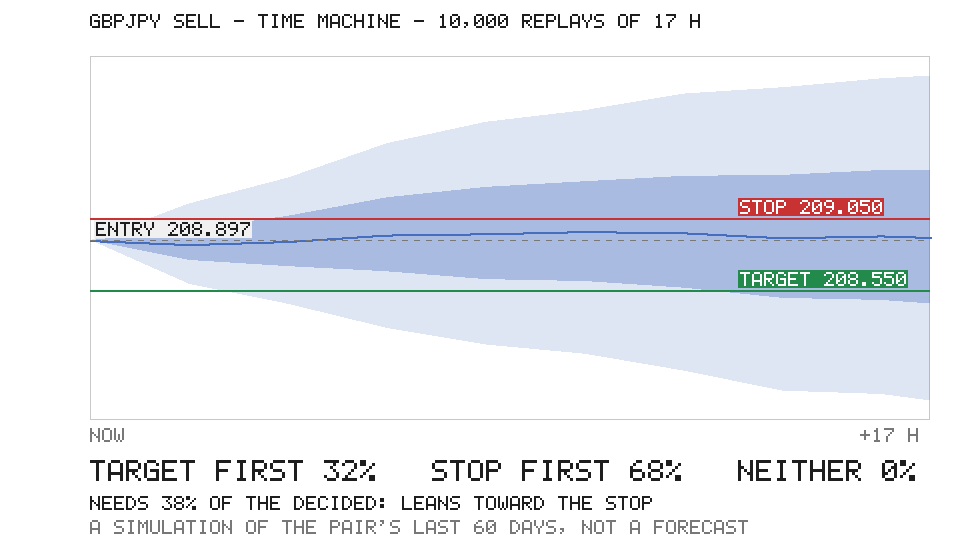 GBPJPY SELL - TIME MACHINE - 10,000 REPLAYS OF 17 H
STOP 209.050
ENTRY 208.897
TARGET 208.550
NOW +17 H
TARGET FIRST 32% STOP FIRST 68% NEITHER 0%
NEEDS 38% OF THE DECIDED: LEANS TOWARD THE STOP
A SIMULATION OF THE PAIR'S LAST 60 DAYS, NOT A FORECAST